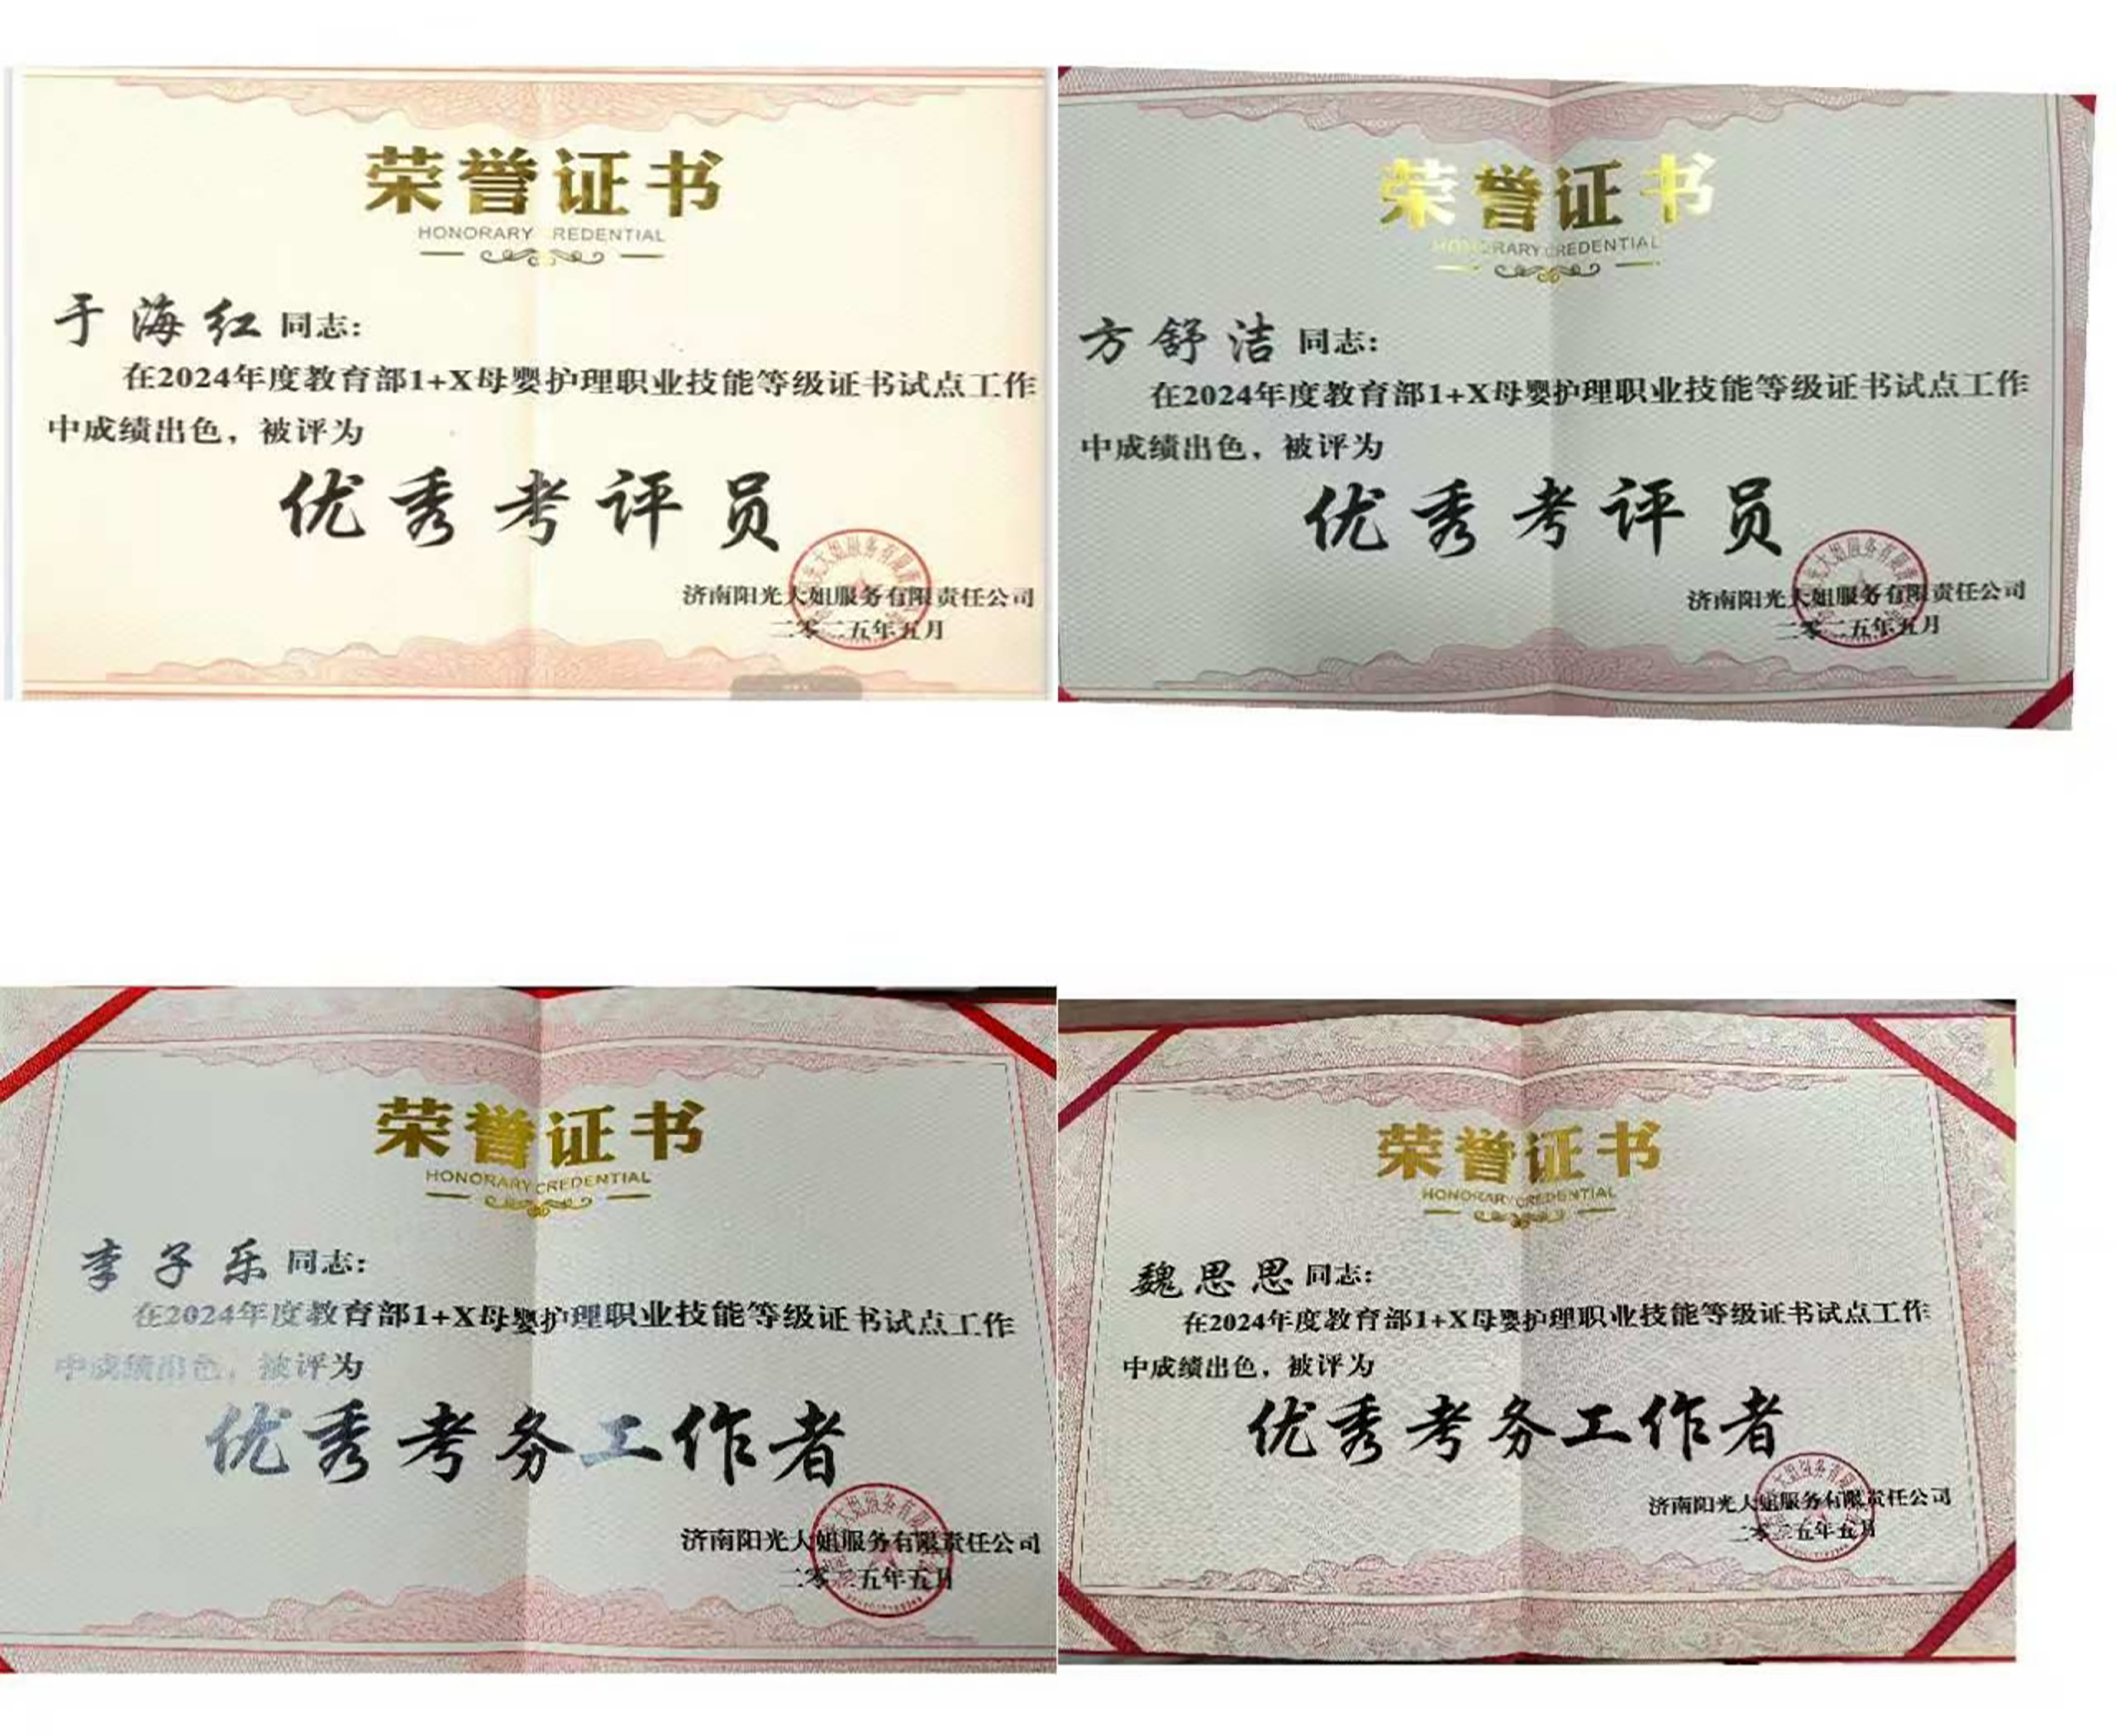 荣誉证书
HONORARY CREDENTIAL
于海红同志：
在2024年度教育部1+X母婴护理职业技能等级证书试点工作
中成绩出色，被评为
优秀考评员
济南阳光大姐服务有限责任公司
二零二五年五月
荣誉证书
HONORARY CREDENTIAL
方舒洁同志：
在2024年度教育部1+X母婴护理职业技能等级证书试点工作
中成绩出色，被评为
优秀考评员
济南阳光大姐服务有限责任公司
二零二五年五月
荣誉证书
HONORARY CREDENTIAL
李子乐同志：
在2024年度教育部1+X母婴护理职业技能等级证书试点工作
中成绩出色，被评为
优秀考务工作者
济南阳光大姐服务有限责任公司
二零二五年五月
荣誉证书
HONORARY CREDENTIAL
魏思思同志：
在2024年度教育部1+X母婴护理职业技能等级证书试点工作
中成绩出色，被评为
优秀考务工作者
济南阳光大姐服务有限责任公司
二零二五年五月